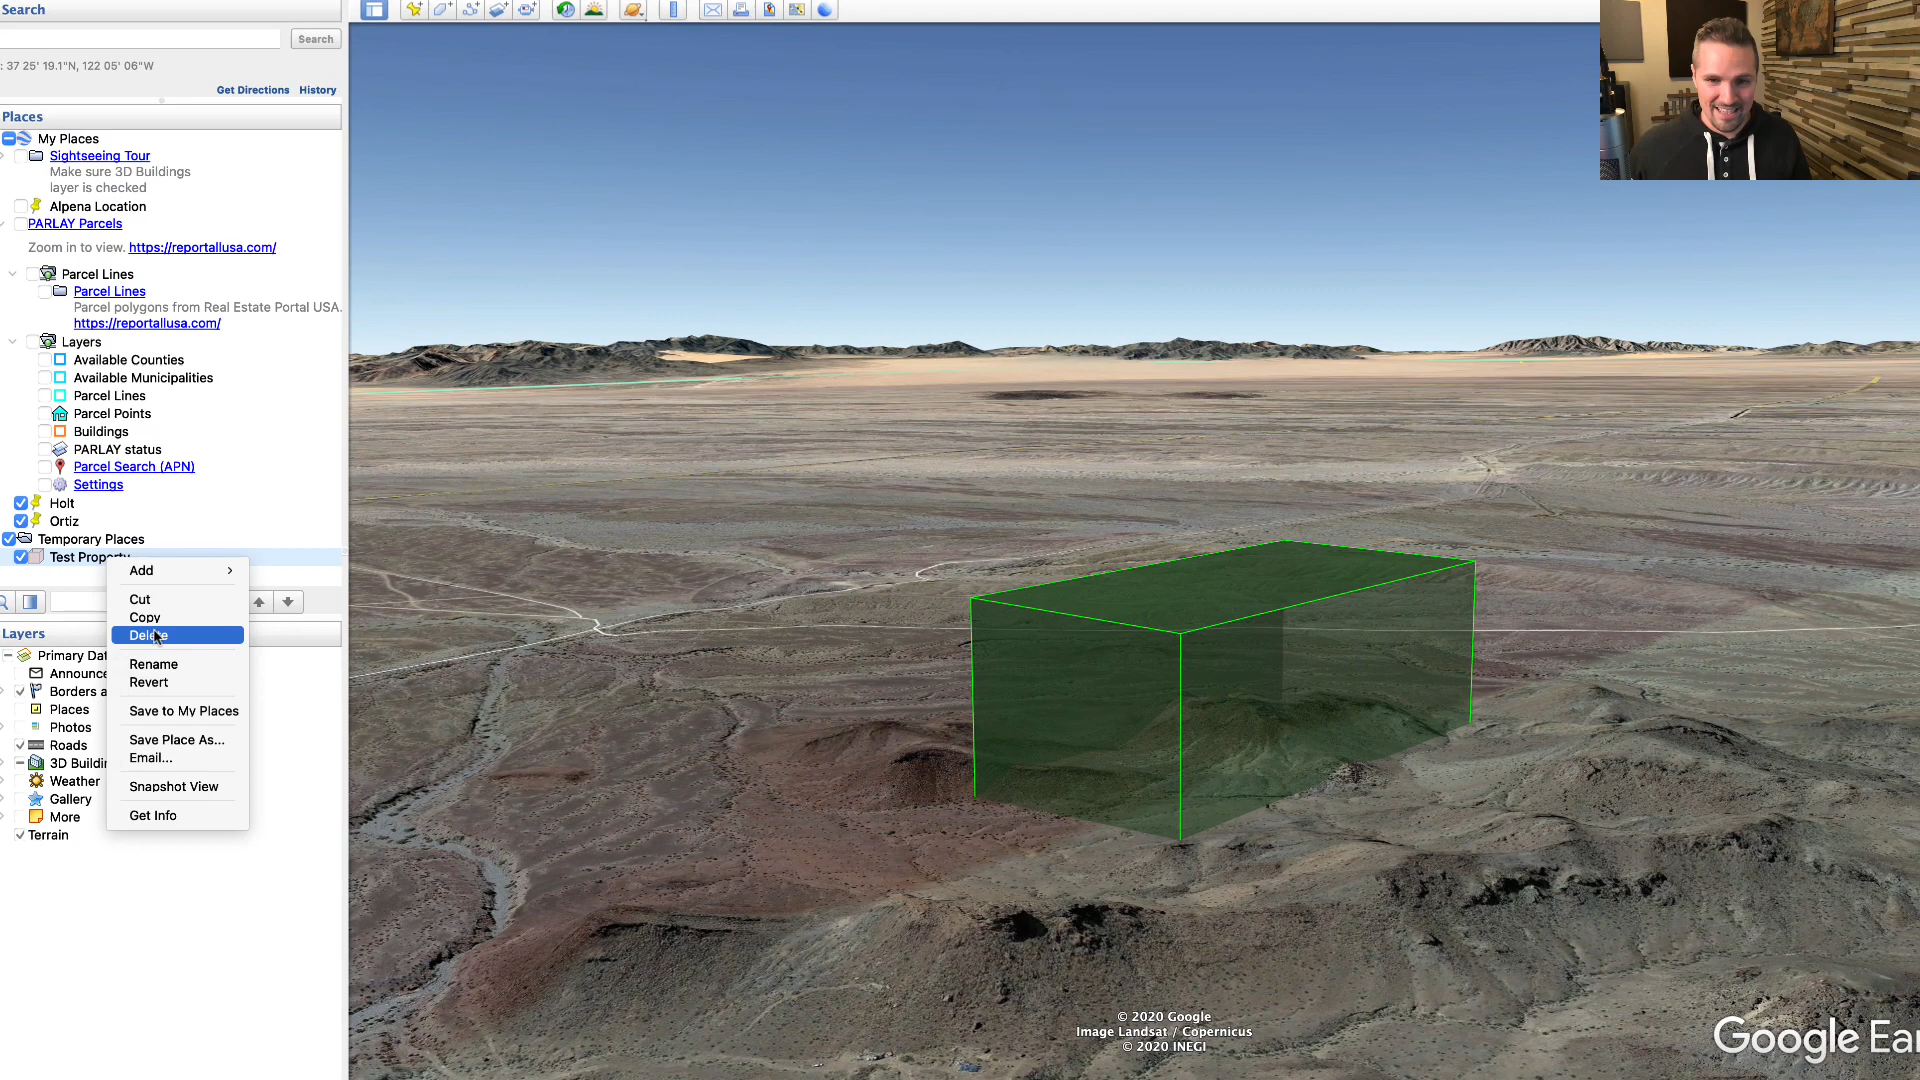 Search
Search
: 37 25' 19.1"N, 122 05' 06"W
Get Directions History
Places
My Places
Sightseeing Tour
Make sure 3D Buildings
layer is checked
Alpena Location
PARLAY Parcels
Zoom in to view. https://reportallusa.com/
Parcel Lines
Parcel Lines
Parcel polygons from Real Estate Portal USA.
https://reportallusa.com/
Layers
Available Counties
Available Municipalities
Parcel Lines
Parcel Points
Buildings
PARLAY status
Parcel Search (APN)
Settings
Holt
Ortiz
Temporary Places
Test Property
Add
Cut
Copy
Delete
Rename
Revert
Save to My Places
Save Place As...
Email...
Snapshot View
Get Info
Layers
Primary Dat
Announce
Borders a
Places
Photos
Roads
3D Buildin
Weather
Gallery
More
Terrain
© 2020 Google
Image Landsat / Copernicus
© 2020 INEGI
Google Ear